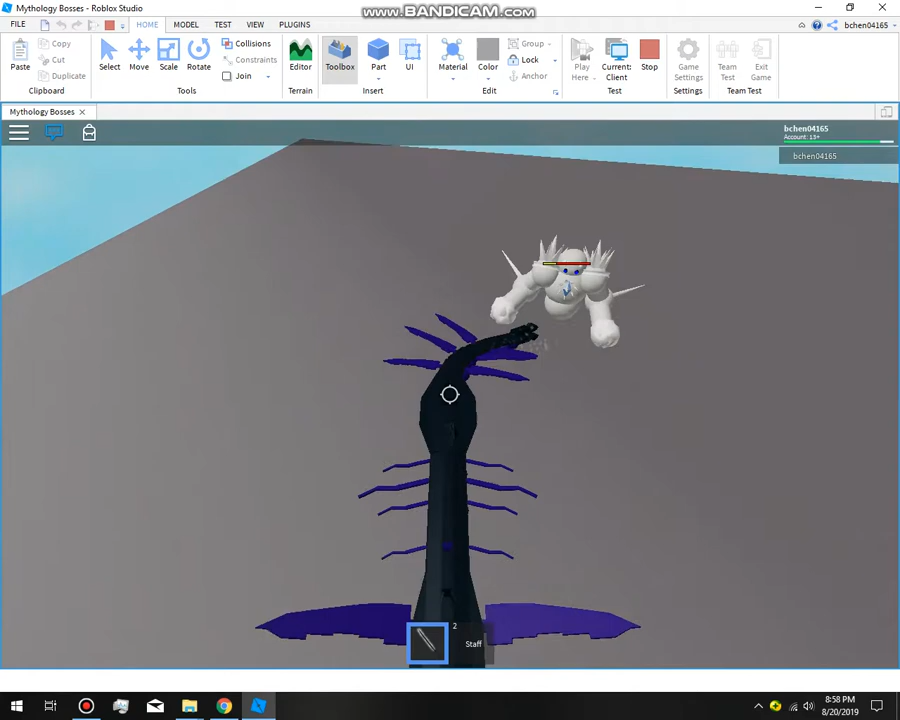 www.BANDICAM.com
Mythology Bosses - Roblox Studio
FILE HOME MODEL TEST VIEW PLUGINS bchen04165
Paste Copy Cut Duplicate Select Move Scale Rotate Collisions Constraints Join Editor Toolbox Part UI Material Color Group Lock Anchor Play Here Current: Client Stop Game Settings Team Test Exit Game
Clipboard Tools Terrain Insert Edit Test Settings Team Test
Mythology Bosses
bchen04165
Account: 13+
bchen04165
2
Staff
8:58 PM
8/20/2019